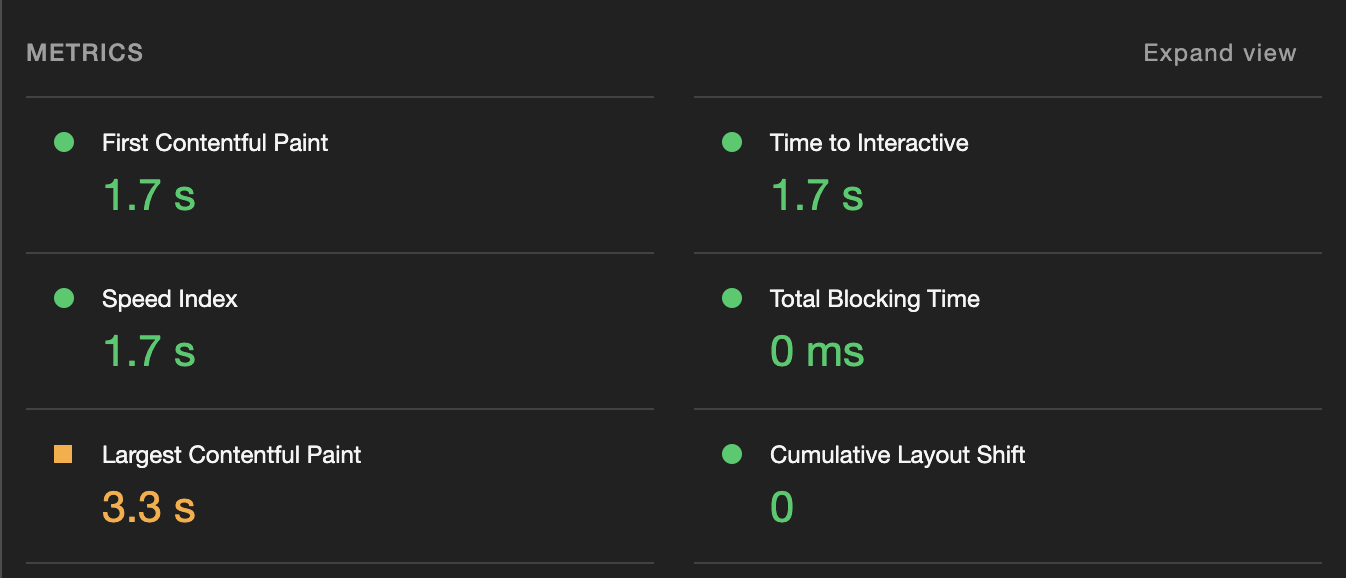 METRICS
Expand view
First Contentful Paint
1.7 s
Time to Interactive
1.7 s
Speed Index
1.7 s
Total Blocking Time
0 ms
Largest Contentful Paint
3.3 s
Cumulative Layout Shift
0